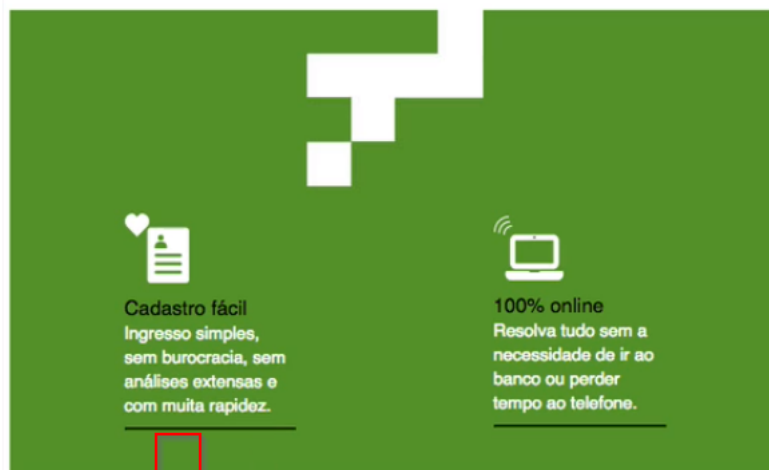 Cadastro fácil
Ingresso simples,
sem burocracia, sem
análises extensas e
com muita rapidez.
100% online
Resolva tudo sem a
necessidade de ir ao
banco ou perder
tempo ao telefone.